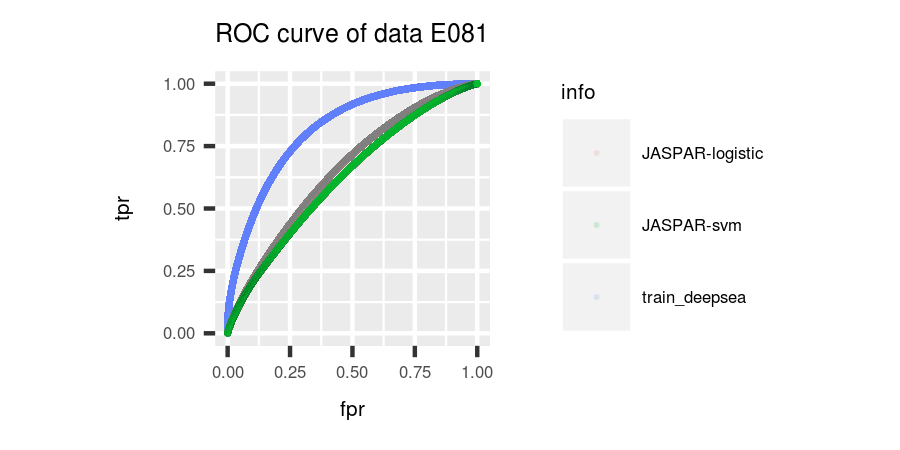 ROC curve of data E081
1.00
0.75
0.50
0.25
0.00
tpr
0.00 0.25 0.50 0.75 1.00
fpr
info
JASPAR-logistic
JASPAR-svm
train_deepsea